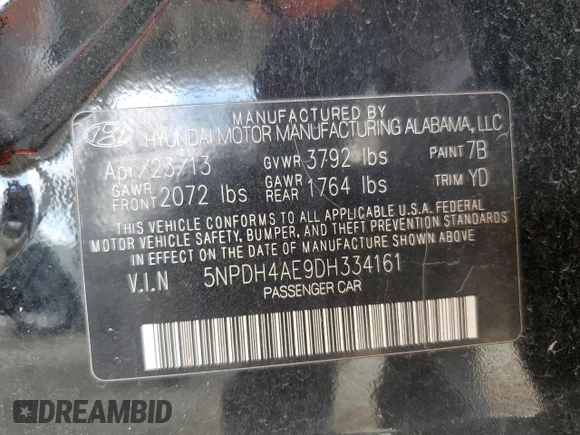 MANUFACTURED BY
HYUNDAI MOTOR MANUFACTURING ALABAMA, LLC
Apr/23/13 GVWR 3792 lbs PAINT 7B
GAWR FRONT 2072 lbs GAWR REAR 1764 lbs TRIM YD
THIS VEHICLE CONFORMS TO ALL APPLICABLE U.S.A. FEDERAL
MOTOR VEHICLE SAFETY, BUMPER, AND THEFT PREVENTION STANDARDS
IN EFFECT ON THE DATE OF MANUFACTURE SHOWN ABOVE.
V.I.N 5NPDH4AE9DH334161
PASSENGER CAR
DREAMBID